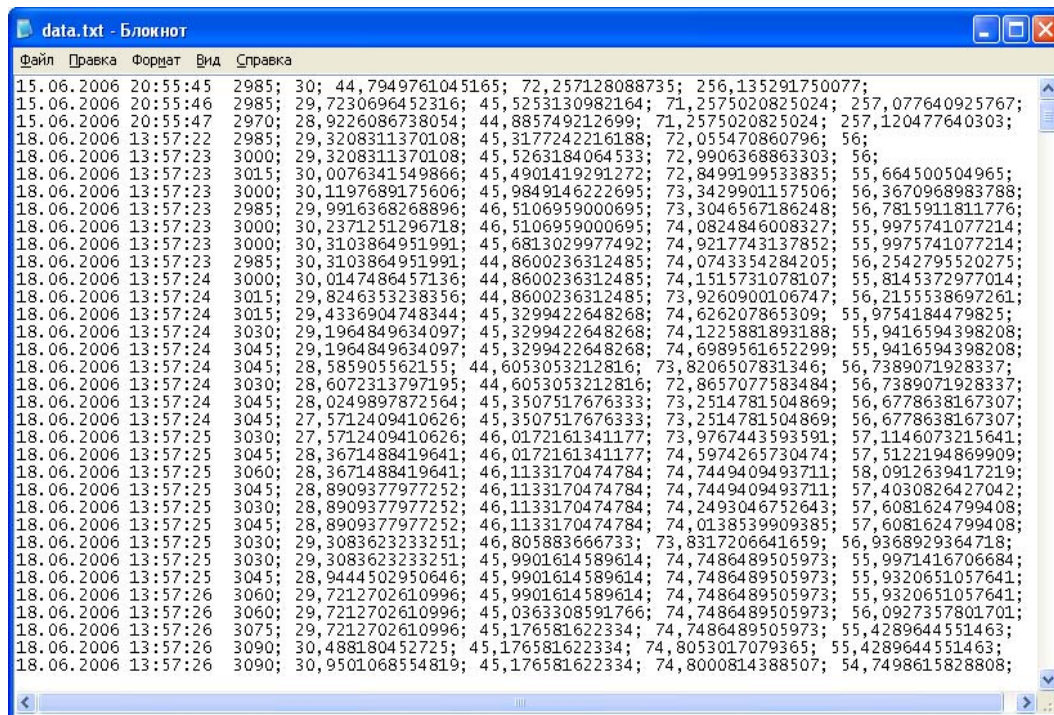 data.txt - Блокнот
Файл Правка Формат Вид Справка
15.06.2006 20:55:45 2985; 30; 44,7949761045165; 72,257128088735; 256,135291750077;
15.06.2006 20:55:46 2985; 29,7230696452316; 45,5253130982164; 71,2575020825024; 257,077640925767;
15.06.2006 20:55:47 2970; 28,9226086738054; 44,885749212699; 71,2575020825024; 257,120477640303;
18.06.2006 13:57:22 2985; 29,3208311370108; 45,3177242216188; 72,055470860796; 56;
18.06.2006 13:57:23 3000; 29,3208311370108; 45,5263184064533; 72,9906368863303; 56;
18.06.2006 13:57:23 3015; 30,0076341549866; 45,4901419291272; 72,8499199533835; 55,664500504965;
18.06.2006 13:57:23 3000; 30,1197689175606; 45,9849146222695; 73,3429901157506; 56,3670968983788;
18.06.2006 13:57:23 2985; 29,9916368268896; 46,5106959000695; 73,3046567186248; 56,7815911811776;
18.06.2006 13:57:23 3000; 30,2371251296718; 46,5106959000695; 74,0824846008327; 55,9975741077214;
18.06.2006 13:57:23 3000; 30,3103864951991; 45,6813029977492; 74,9217743137852; 55,9975741077214;
18.06.2006 13:57:23 2985; 30,3103864951991; 44,8600236312485; 74,0743354284205; 56,2542795520275;
18.06.2006 13:57:24 3000; 30,0147486457136; 44,8600236312485; 74,1515731078107; 55,8145372977014;
18.06.2006 13:57:24 3015; 29,8246353238356; 44,8600236312485; 73,9260900106747; 56,2155538697261;
18.06.2006 13:57:24 3015; 29,4336904748344; 45,3299422648268; 74,626207865309; 55,9754184479825;
18.06.2006 13:57:24 3030; 29,1964849634097; 45,3299422648268; 74,1225881893188; 55,9416594398208;
18.06.2006 13:57:24 3045; 29,1964849634097; 45,3299422648268; 74,6989561652299; 55,9416594398208;
18.06.2006 13:57:24 3045; 28,585905562155; 44,6053053212816; 73,8206507831346; 56,7389071928337;
18.06.2006 13:57:24 3030; 28,6072313797195; 44,6053053212816; 72,8657077583484; 56,7389071928337;
18.06.2006 13:57:24 3045; 28,0249897872564; 45,3507517676333; 73,2514781504869; 56,6778638167307;
18.06.2006 13:57:24 3045; 27,5712409410626; 45,3507517676333; 73,2514781504869; 56,6778638167307;
18.06.2006 13:57:25 3030; 27,5712409410626; 46,0172161341177; 73,9767443593591; 57,1146073215641;
18.06.2006 13:57:25 3045; 28,3671488419641; 46,0172161341177; 74,5974265730474; 57,5122194869909;
18.06.2006 13:57:25 3060; 28,3671488419641; 46,1133170474784; 74,7449409493711; 58,0912639417219;
18.06.2006 13:57:25 3045; 28,8909377977252; 46,1133170474784; 74,7449409493711; 57,4030826427042;
18.06.2006 13:57:25 3030; 28,8909377977252; 46,1133170474784; 74,2493046752643; 57,6081624799408;
18.06.2006 13:57:25 3045; 28,8909377977252; 46,1133170474784; 74,0138539909385; 57,6081624799408;
18.06.2006 13:57:25 3030; 29,3083623233251; 46,805883666733; 73,8317206641659; 56,9368929364718;
18.06.2006 13:57:25 3030; 29,3083623233251; 45,9901614589614; 74,7486489505973; 55,9971416706684;
18.06.2006 13:57:25 3045; 28,9444502950646; 45,9901614589614; 74,7486489505973; 55,9320651057641;
18.06.2006 13:57:26 3060; 29,7212702610996; 45,9901614589614; 74,7486489505973; 55,9320651057641;
18.06.2006 13:57:26 3060; 29,7212702610996; 45,0363308591766; 74,7486489505973; 56,0927357801701;
18.06.2006 13:57:26 3075; 29,7212702610996; 45,176581622334; 74,7486489505973; 55,4289644551463;
18.06.2006 13:57:26 3090; 30,488180452725; 45,176581622334; 74,8053017079365; 55,4289644551463;
18.06.2006 13:57:26 3090; 30,9501068554819; 45,176581622334; 74,8000814388507; 54,7498615828808;